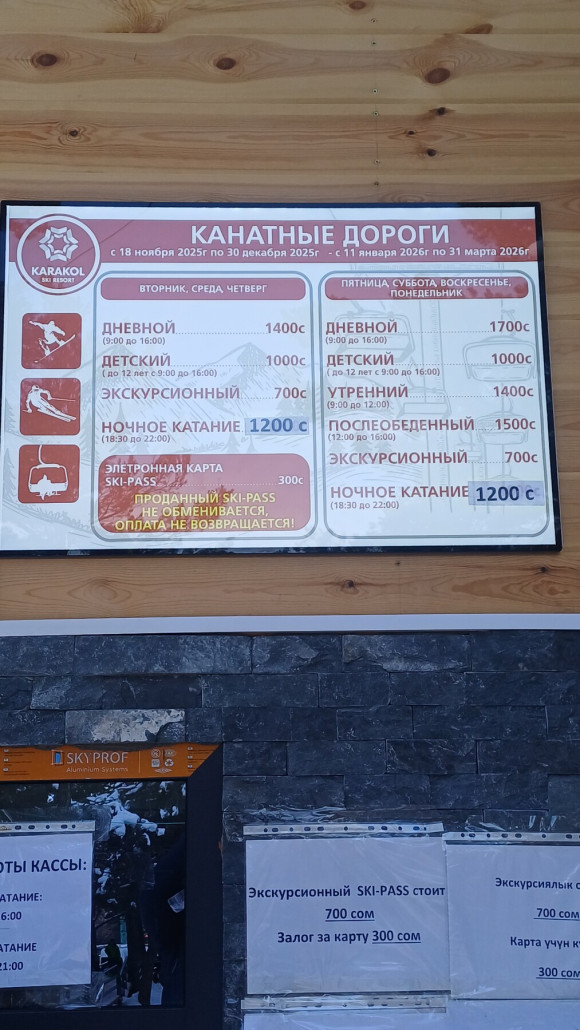 КАНАТНЫЕ ДОРОГИ
с 18 ноября 2025г по 30 декабря 2025г - с 11 января 2026г по 31 марта 2026г
KARAKOL
SKI RESORT
ВТОРНИК, СРЕДА, ЧЕТВЕРГ
ДНЕВНОЙ 1400с
(9:00 до 16:00)
ДЕТСКИЙ 1000с
( до 12 лет с 9:00 до 16:00)
ЭКСКУРСИОННЫЙ 700с
НОЧНОЕ КАТАНИЕ 1200 с
(18:30 до 22:00)
ЭЛЕТРОННАЯ КАРТА
SKI-PASS 300с
ПРОДАННЫЙ SKI-PASS
НЕ ОБМЕНИВАЕТСЯ,
ОПЛАТА НЕ ВОЗВРАЩАЕТСЯ!
ПЯТНИЦА, СУББОТА, ВОСКРЕСЕНЬЕ,
ПОНЕДЕЛЬНИК
ДНЕВНОЙ 1700с
(9:00 до 16:00)
ДЕТСКИЙ 1000с
( до 12 лет с 9:00 до 16:00)
УТРЕННИЙ 1400с
(9:00 до 12:00)
ПОСЛЕОБЕДЕННЫЙ 1500с
(12:00 до 16:00)
ЭКСКУРСИОННЫЙ 700с
НОЧНОЕ КАТАНИЕ 1200 с
(18:30 до 22:00)
SKYPROF
Aluminium Systems
ОТЫ КАССЫ:
АТАНИЕ:
6:00
АТАНИЕ
21:00
Экскурсионный SKI-PASS стоит
700 сом
Залог за карту 300 сом
Экскурсиялык
700 сом
Карта үчүн
300 сом